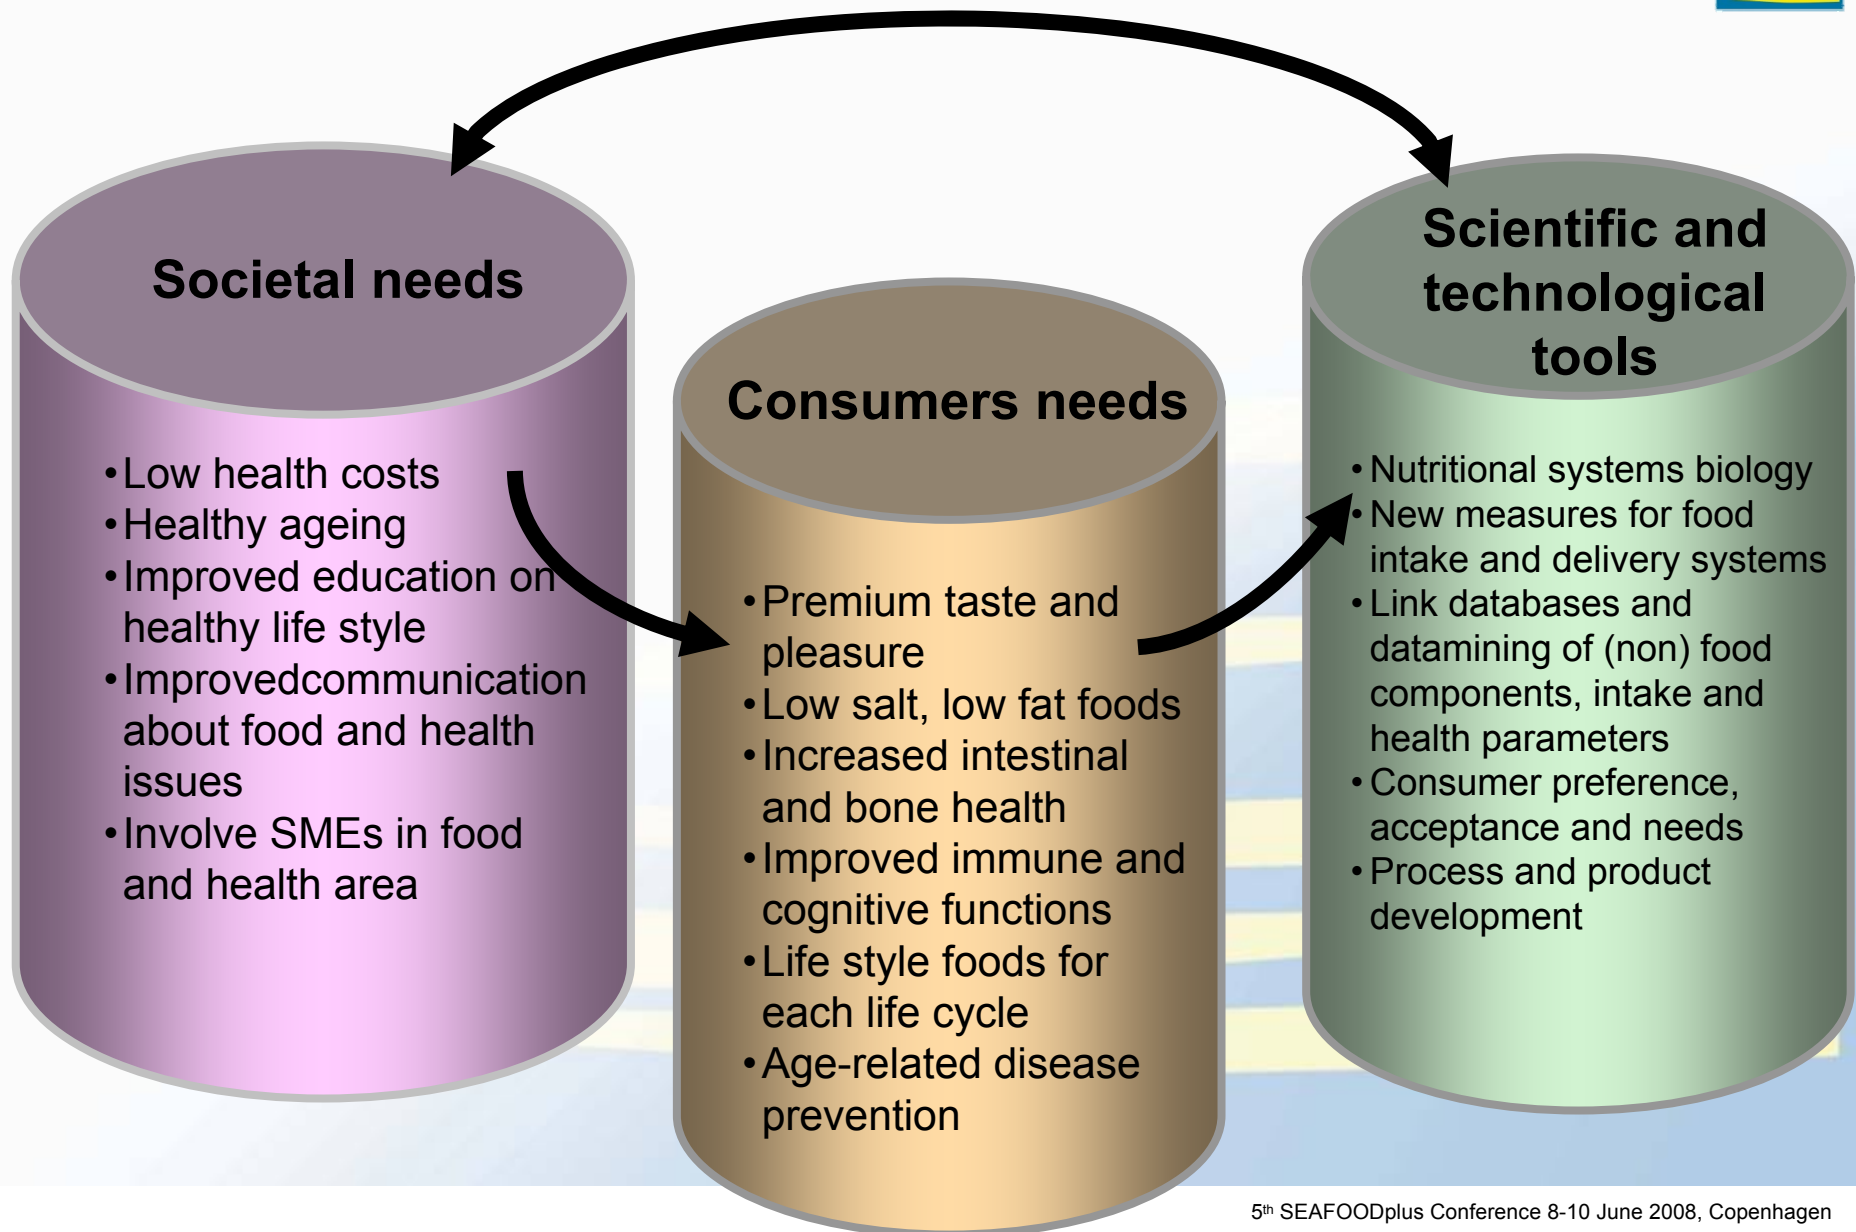 Societal needs
•Low health costs
•Healthy ageing
•Improved education on
healthy life style
•Improvedcommunication
about food and health
issues
•Involve SMEs in food
and health area
Consumers needs
•Premium taste and
pleasure
•Low salt, low fat foods
•Increased intestinal
and bone health
•Improved immune and
cognitive functions
•Life style foods for
each life cycle
•Age-related disease
prevention
Scientific and
technological
tools
•Nutritional systems biology
•New measures for food
intake and delivery systems
•Link databases and
datamining of (non) food
components, intake and
health parameters
•Consumer preference,
acceptance and needs
•Process and product
development
5th SEAFOODplus Conference 8-10 June 2008, Copenhagen